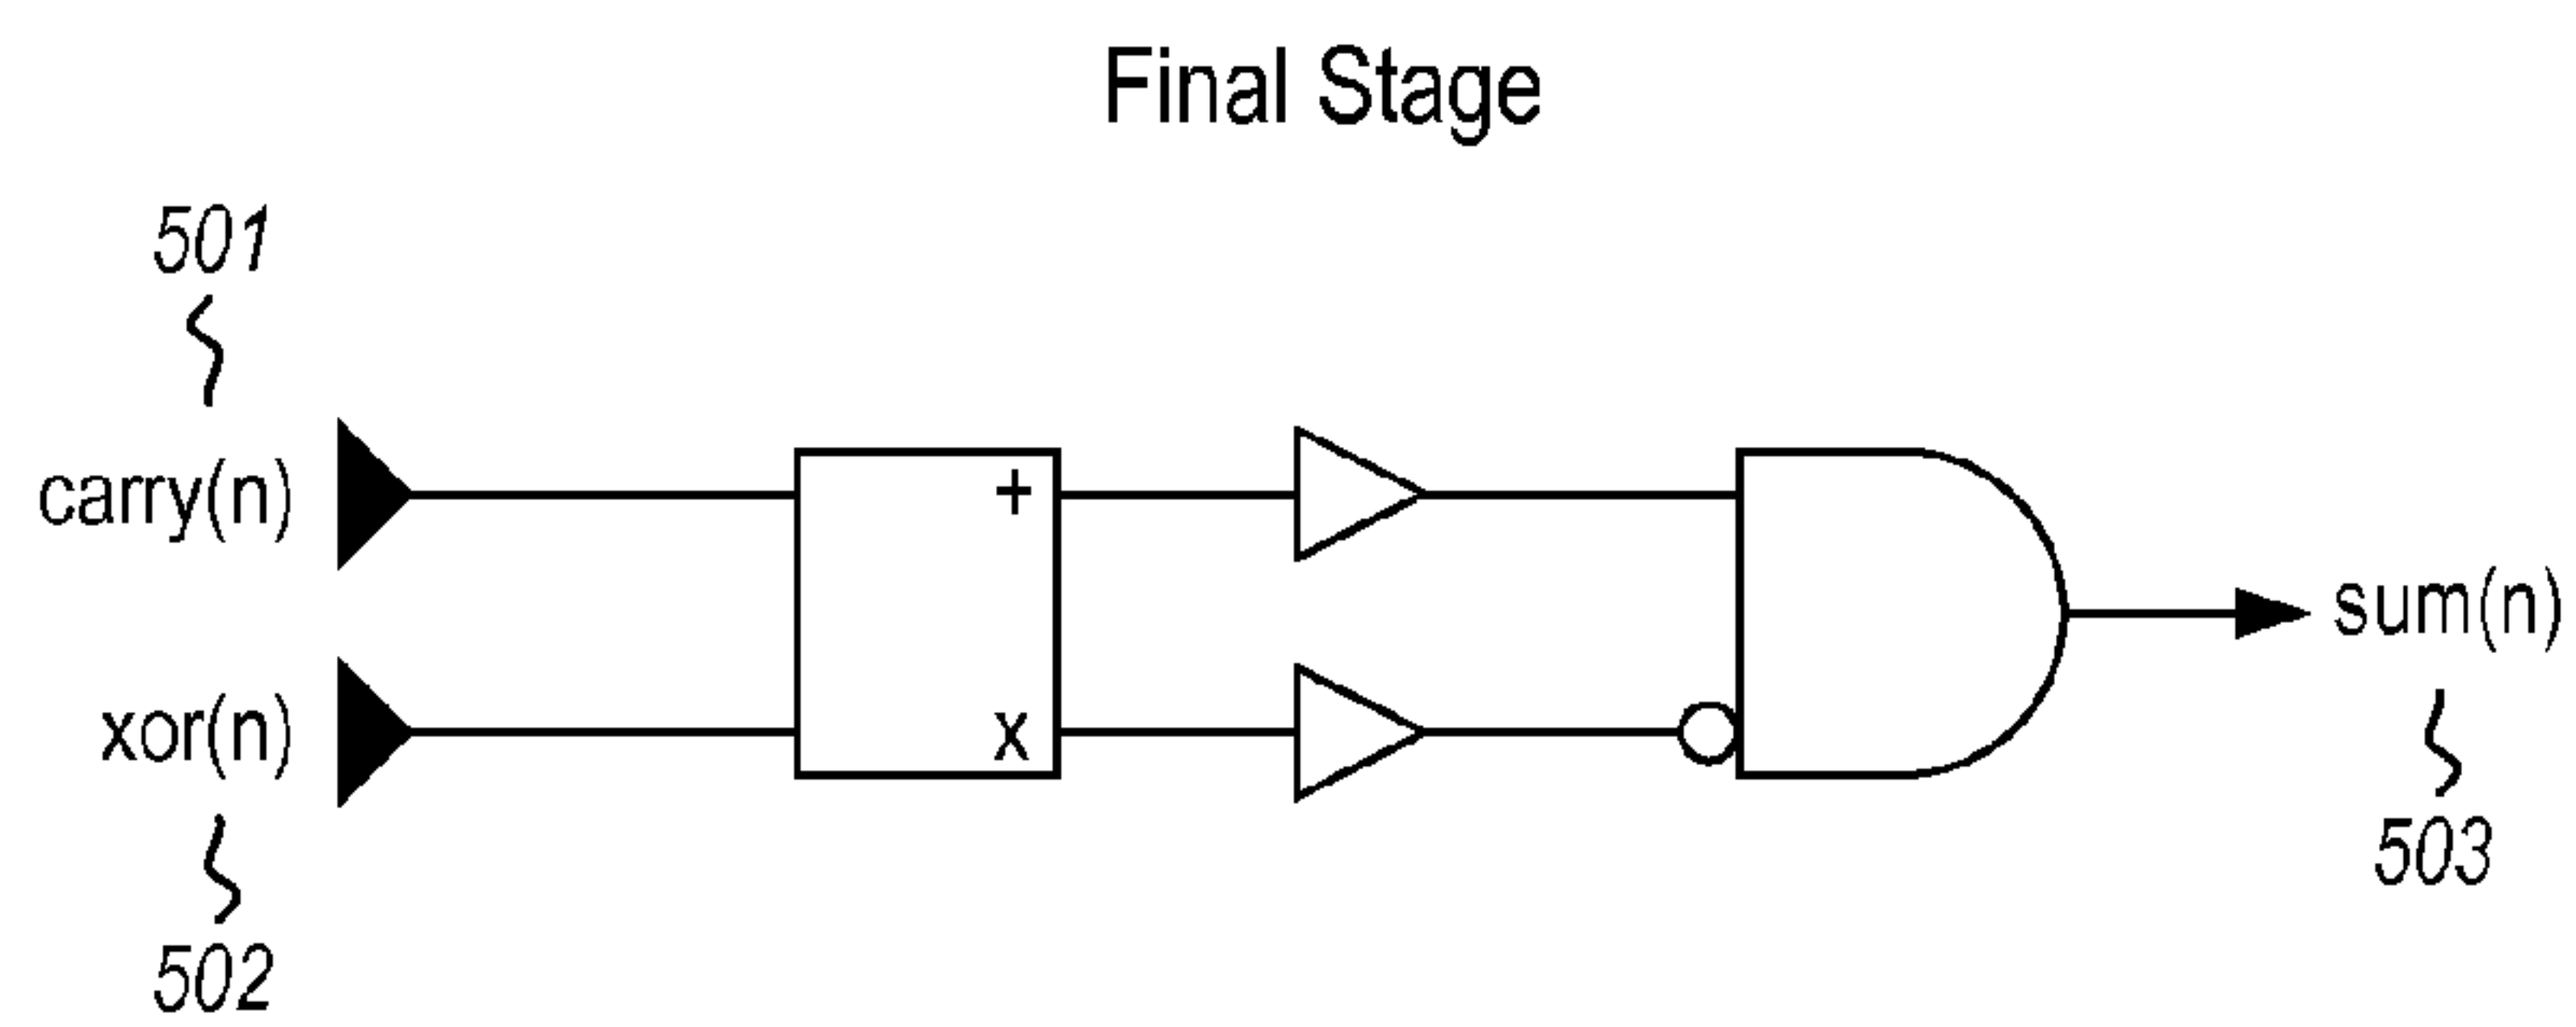 Final Stage
501
carry(n)
+
sum(n)
xor(n)
x
503
502